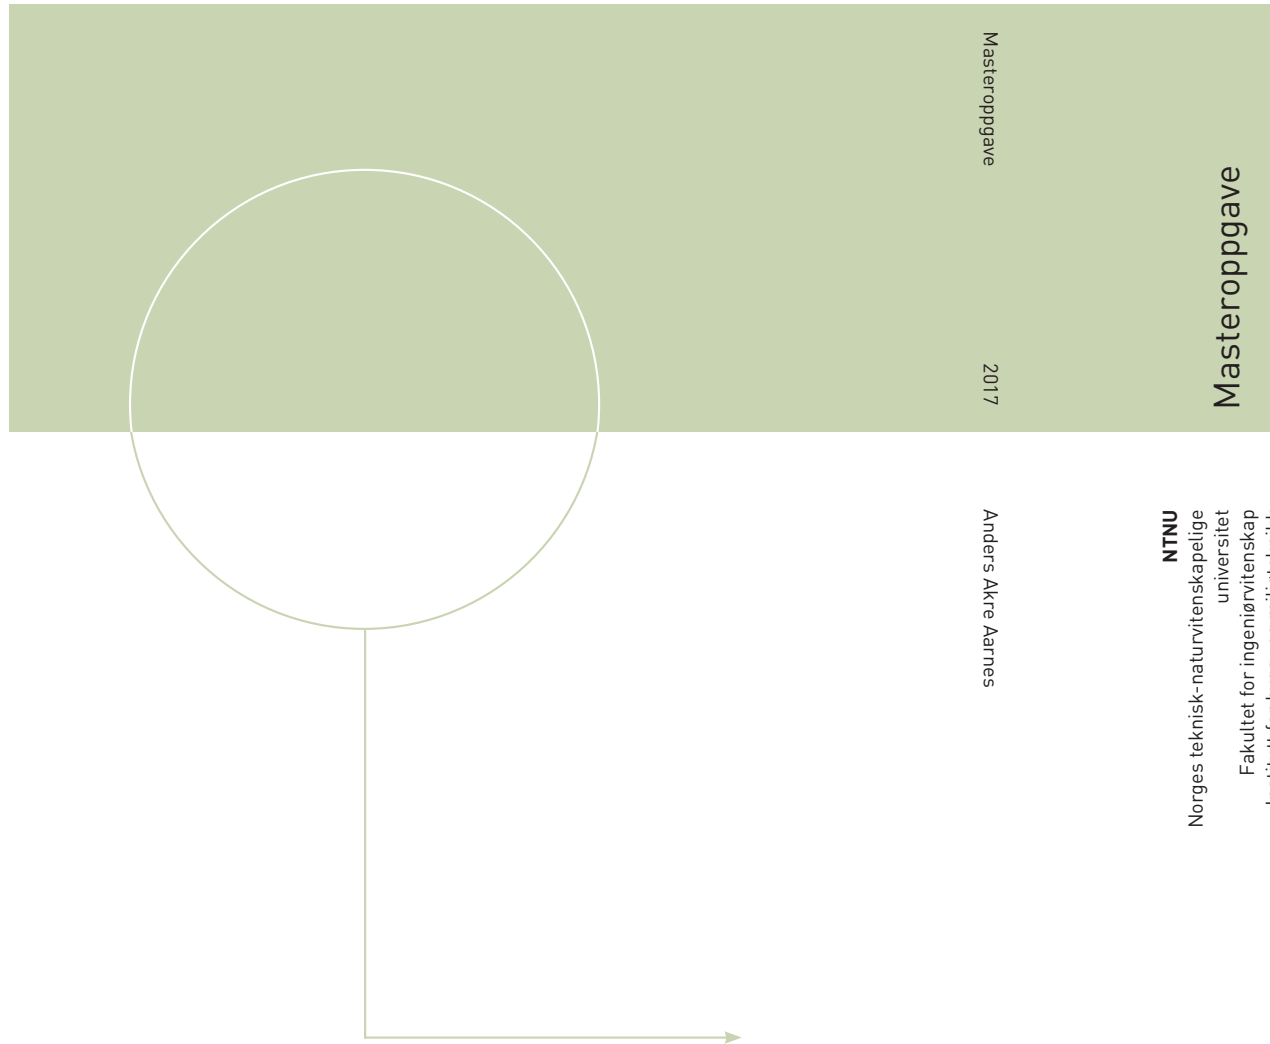 Masteroppgave
2017
Anders Akre Aarnes
Masteroppgave
NTNU
Norges teknisk-naturvitenskapelige
universitet
Fakultet for ingeniørvitenskap